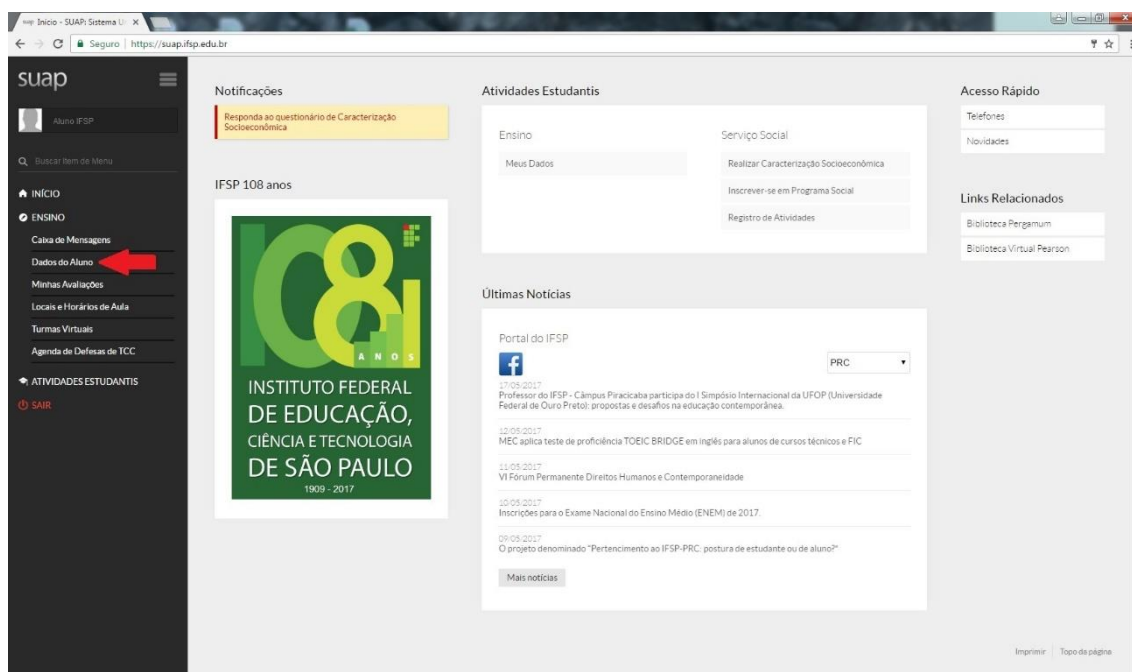 Início - SUAP: Sistema U
Seguro
https://suap.ifsp.edu.br
suap
Aluno IFSP
Buscar Item de Menu
INÍCIO
ENSINO
Caixa de Mensagens
Dados do Aluno
Minhas Avaliações
Locais e Horários de Aula
Turmas Virtuais
Agenda de Defesas de TCC
ATIVIDADES ESTUDANTIS
SAIR
Notificações
Responda ao questionário de Caracterização
Socioeconômica
IFSP 108 anos
108
ANOS
INSTITUTO FEDERAL
DE EDUCAÇÃO,
CIÊNCIA E TECNOLOGIA
DE SÃO PAULO
1909 - 2017
Atividades Estudantis
Ensino
Meus Dados
Serviço Social
Realizar Caracterização Socioeconômica
Inscrever-se em Programa Social
Registro de Atividades
Últimas Notícias
Portal do IFSP
f
PRC
17/05/2017
Professor do IFSP - Câmpus Piracicaba participa do I Simpósio Internacional da UFOP (Universidade
Federal de Ouro Preto): propostas e desafios na educação contemporânea.
12/05/2017
MEC aplica teste de proficiência TOEIC BRIDGE em inglês para alunos de cursos técnicos e FIC
11/05/2017
VI Fórum Permanente Direitos Humanos e Contemporaneidade
10/05/2017
Inscrições para o Exame Nacional do Ensino Médio (ENEM) de 2017.
09/05/2017
O projeto denominado "Pertencimento ao IFSP-PRC: postura de estudante ou de aluno?"
Mais notícias
Acesso Rápido
Telefones
Novidades
Links Relacionados
Biblioteca Pergamum
Biblioteca Virtual Pearson
Imprimir
Topo da página